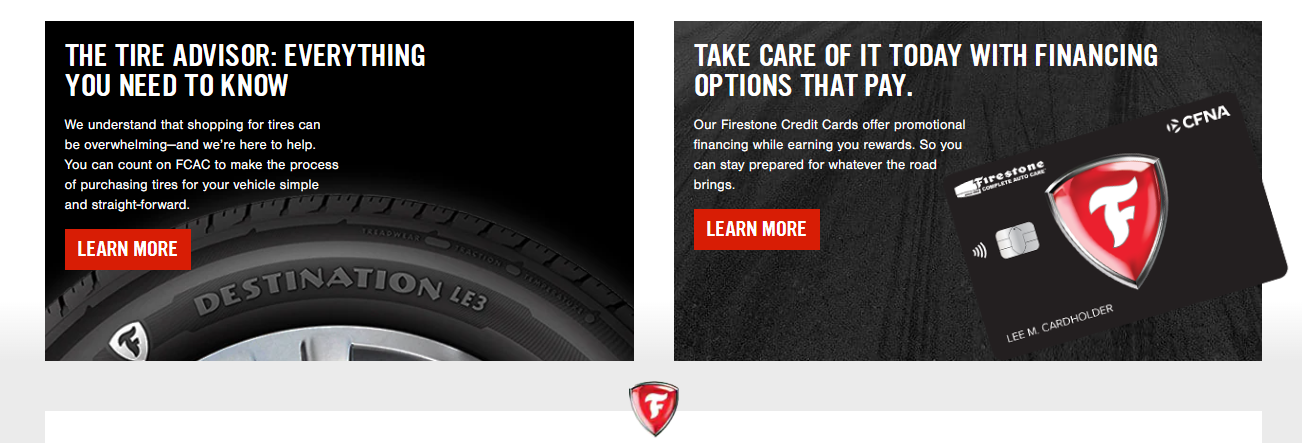 THE TIRE ADVISOR: EVERYTHING
YOU NEED TO KNOW
We understand that shopping for tires can
be overwhelming—and we're here to help.
You can count on FCAC to make the process
of purchasing tires for your vehicle simple
and straight-forward.
LEARN MORE
TREADWEAR TRACTION TEMPERATURE
DESTINATION LE3
F
TAKE CARE OF IT TODAY WITH FINANCING
OPTIONS THAT PAY.
Our Firestone Credit Cards offer promotional
financing while earning you rewards. So you
can stay prepared for whatever the road
brings.
LEARN MORE
CFNA
Firestone
COMPLETE AUTO CARE
F
LEE M. CARDHOLDER
F